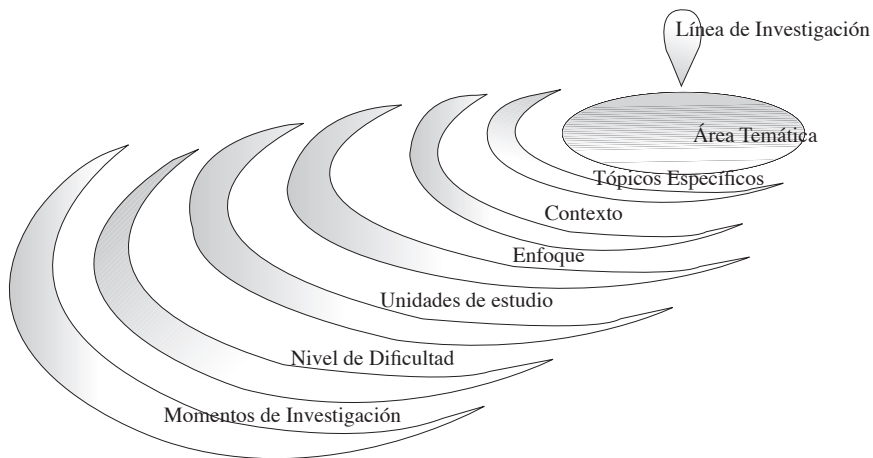 Línea de Investigación
Área Temática
Tópicos Específicos
Contexto
Enfoque
Unidades de estudio
Nivel de Dificultad
Momentos de Investigación